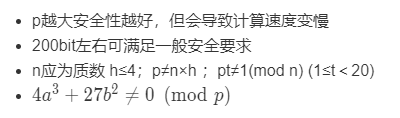 • p越大安全性越好，但会导致计算速度变慢
• 200bit左右可满足一般安全要求
• n应为质数 h≤4；p≠n×h ；pt≠1(mod n) (1≤t＜20)
• 4a³ + 27b² ≠ 0 (mod p)